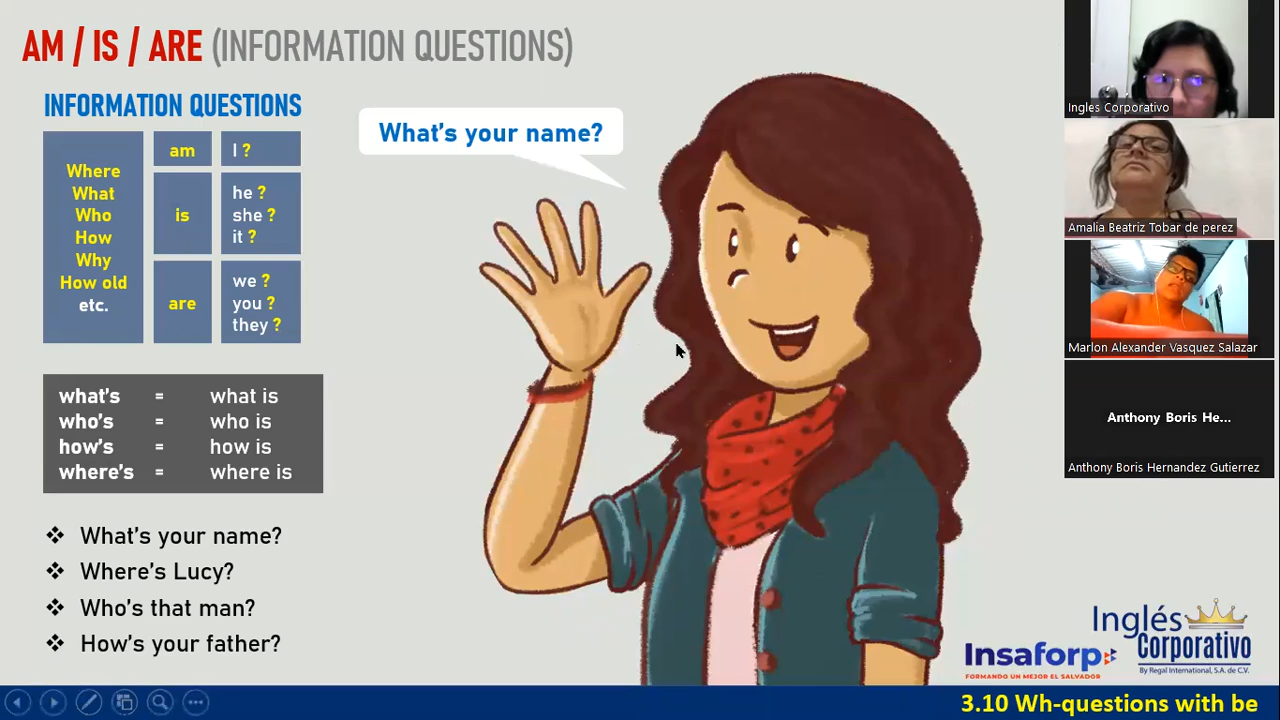 AM / IS / ARE (INFORMATION QUESTIONS)
INFORMATION QUESTIONS
Where
What
Who
How
Why
How old
etc.
am
I ?
is
he ?
she ?
it ?
are
we ?
you ?
they ?
what's = what is
who's = who is
how's = how is
where's = where is
What's your name?
Where's Lucy?
Who's that man?
How's your father?
What's your name?
Ingles Corporativo
Amalia Beatriz Tobar de perez
Marlon Alexander Vasquez Salazar
Anthony Boris He...
Anthony Boris Hernandez Gutierrez
Insaforp
FORMANDO UN MEJOR EL SALVADOR
Inglés
Corporativo
By Regal International, S.A. de C.V.
3.10 Wh-questions with be